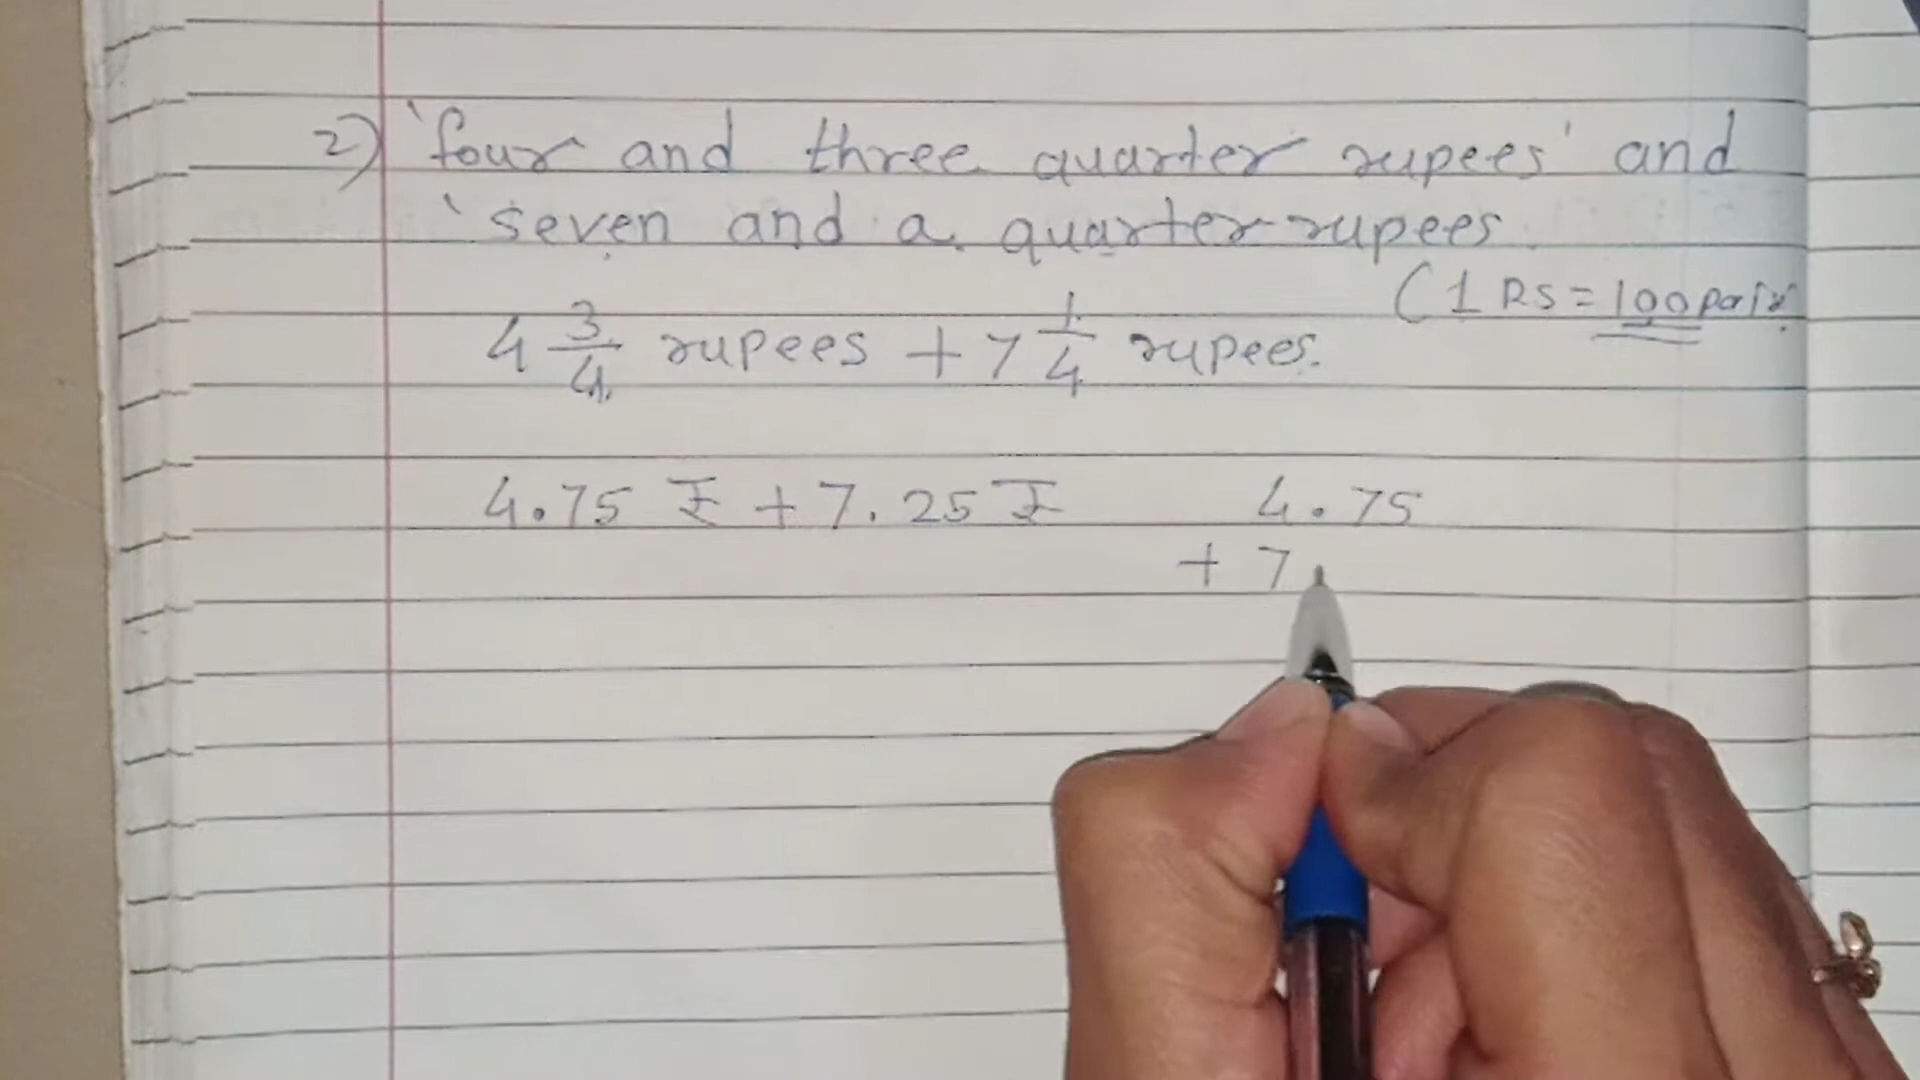 2) 'four and three quarter rupees' and
'seven and a quarter rupees
(1 RS = 100
4 3/4 rupees + 7 1/4 rupees.
4.75 ₹ + 7.25 ₹ 4.75
+ 7